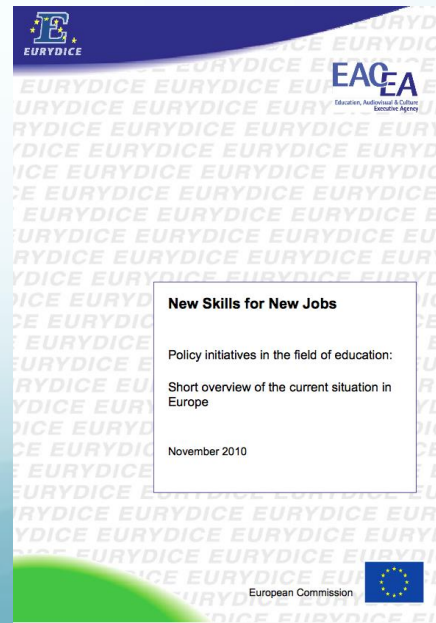 EURYDICE
EACEA
Education, Audiovisual & Culture
Executive Agency
New Skills for New Jobs
Policy initiatives in the field of education:
Short overview of the current situation in
Europe
November 2010
European Commission